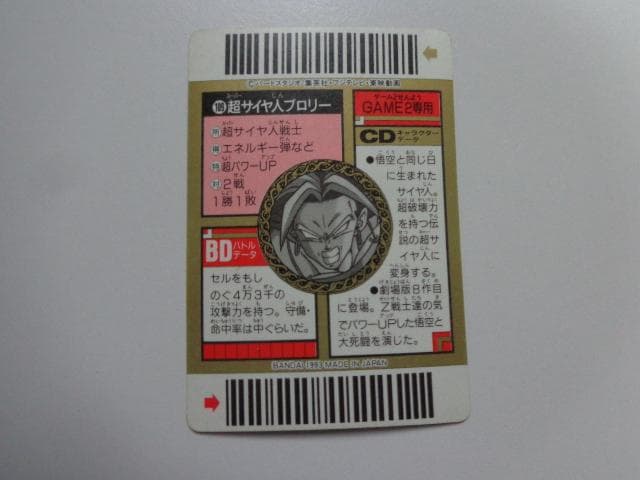 ©バードスタジオ/集英社・フジテレビ・東映動画
超サイヤ人ブロリー
所 超サイヤ人戦士
得 エネルギー弾など
特 超パワーUP
対 2戦
1勝1敗
ゲーム2せんよう
GAME2専用
CD キャラクターデータ
●悟空と同じ日
に生まれた
サイヤ人。
超破壊力
を持つ伝
説の超サ
イヤ人に
変身する。
●劇場版8作目
に登場。Z戦士達の気
でパワーUPした悟空と
大死闘を演じた。
BD バトルデータ
セルをもし
のぐ4万3千の
攻撃力を持つ。守備・
命中率は中ぐらいだ。
BANDAI 1993 MADE IN JAPAN